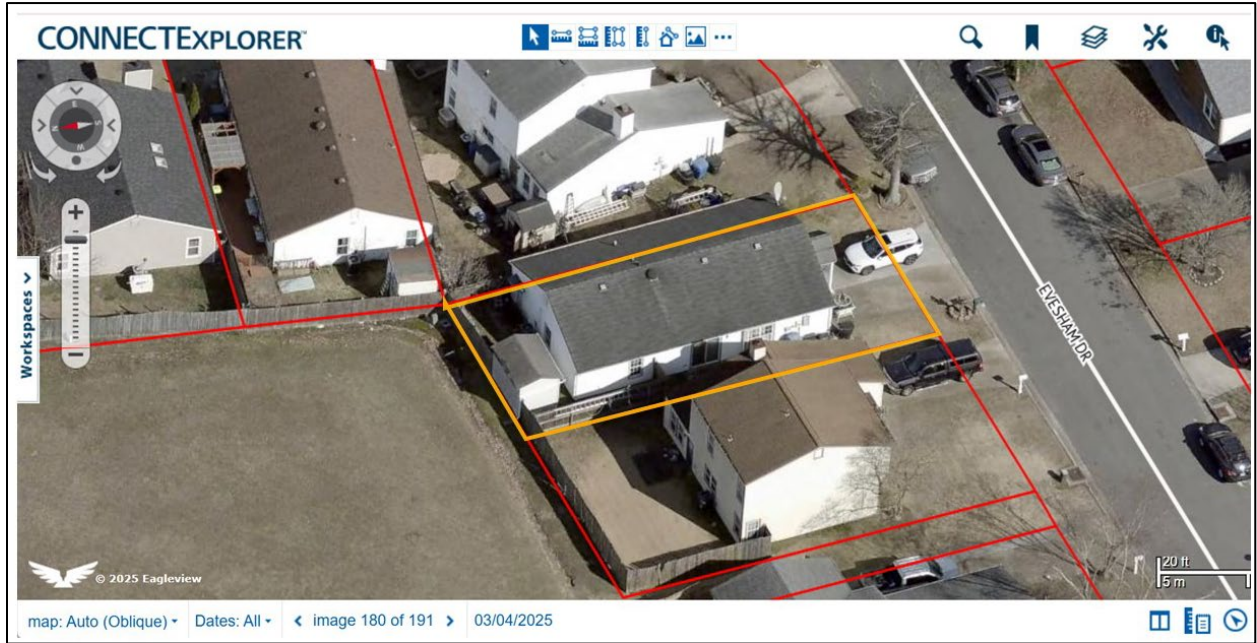 CONNECTEXPLORER™
Workspaces
EVESHAM DR
20 ft
5 m
© 2025 Eagleview
map: Auto (Oblique) Dates: All image 180 of 191 03/04/2025